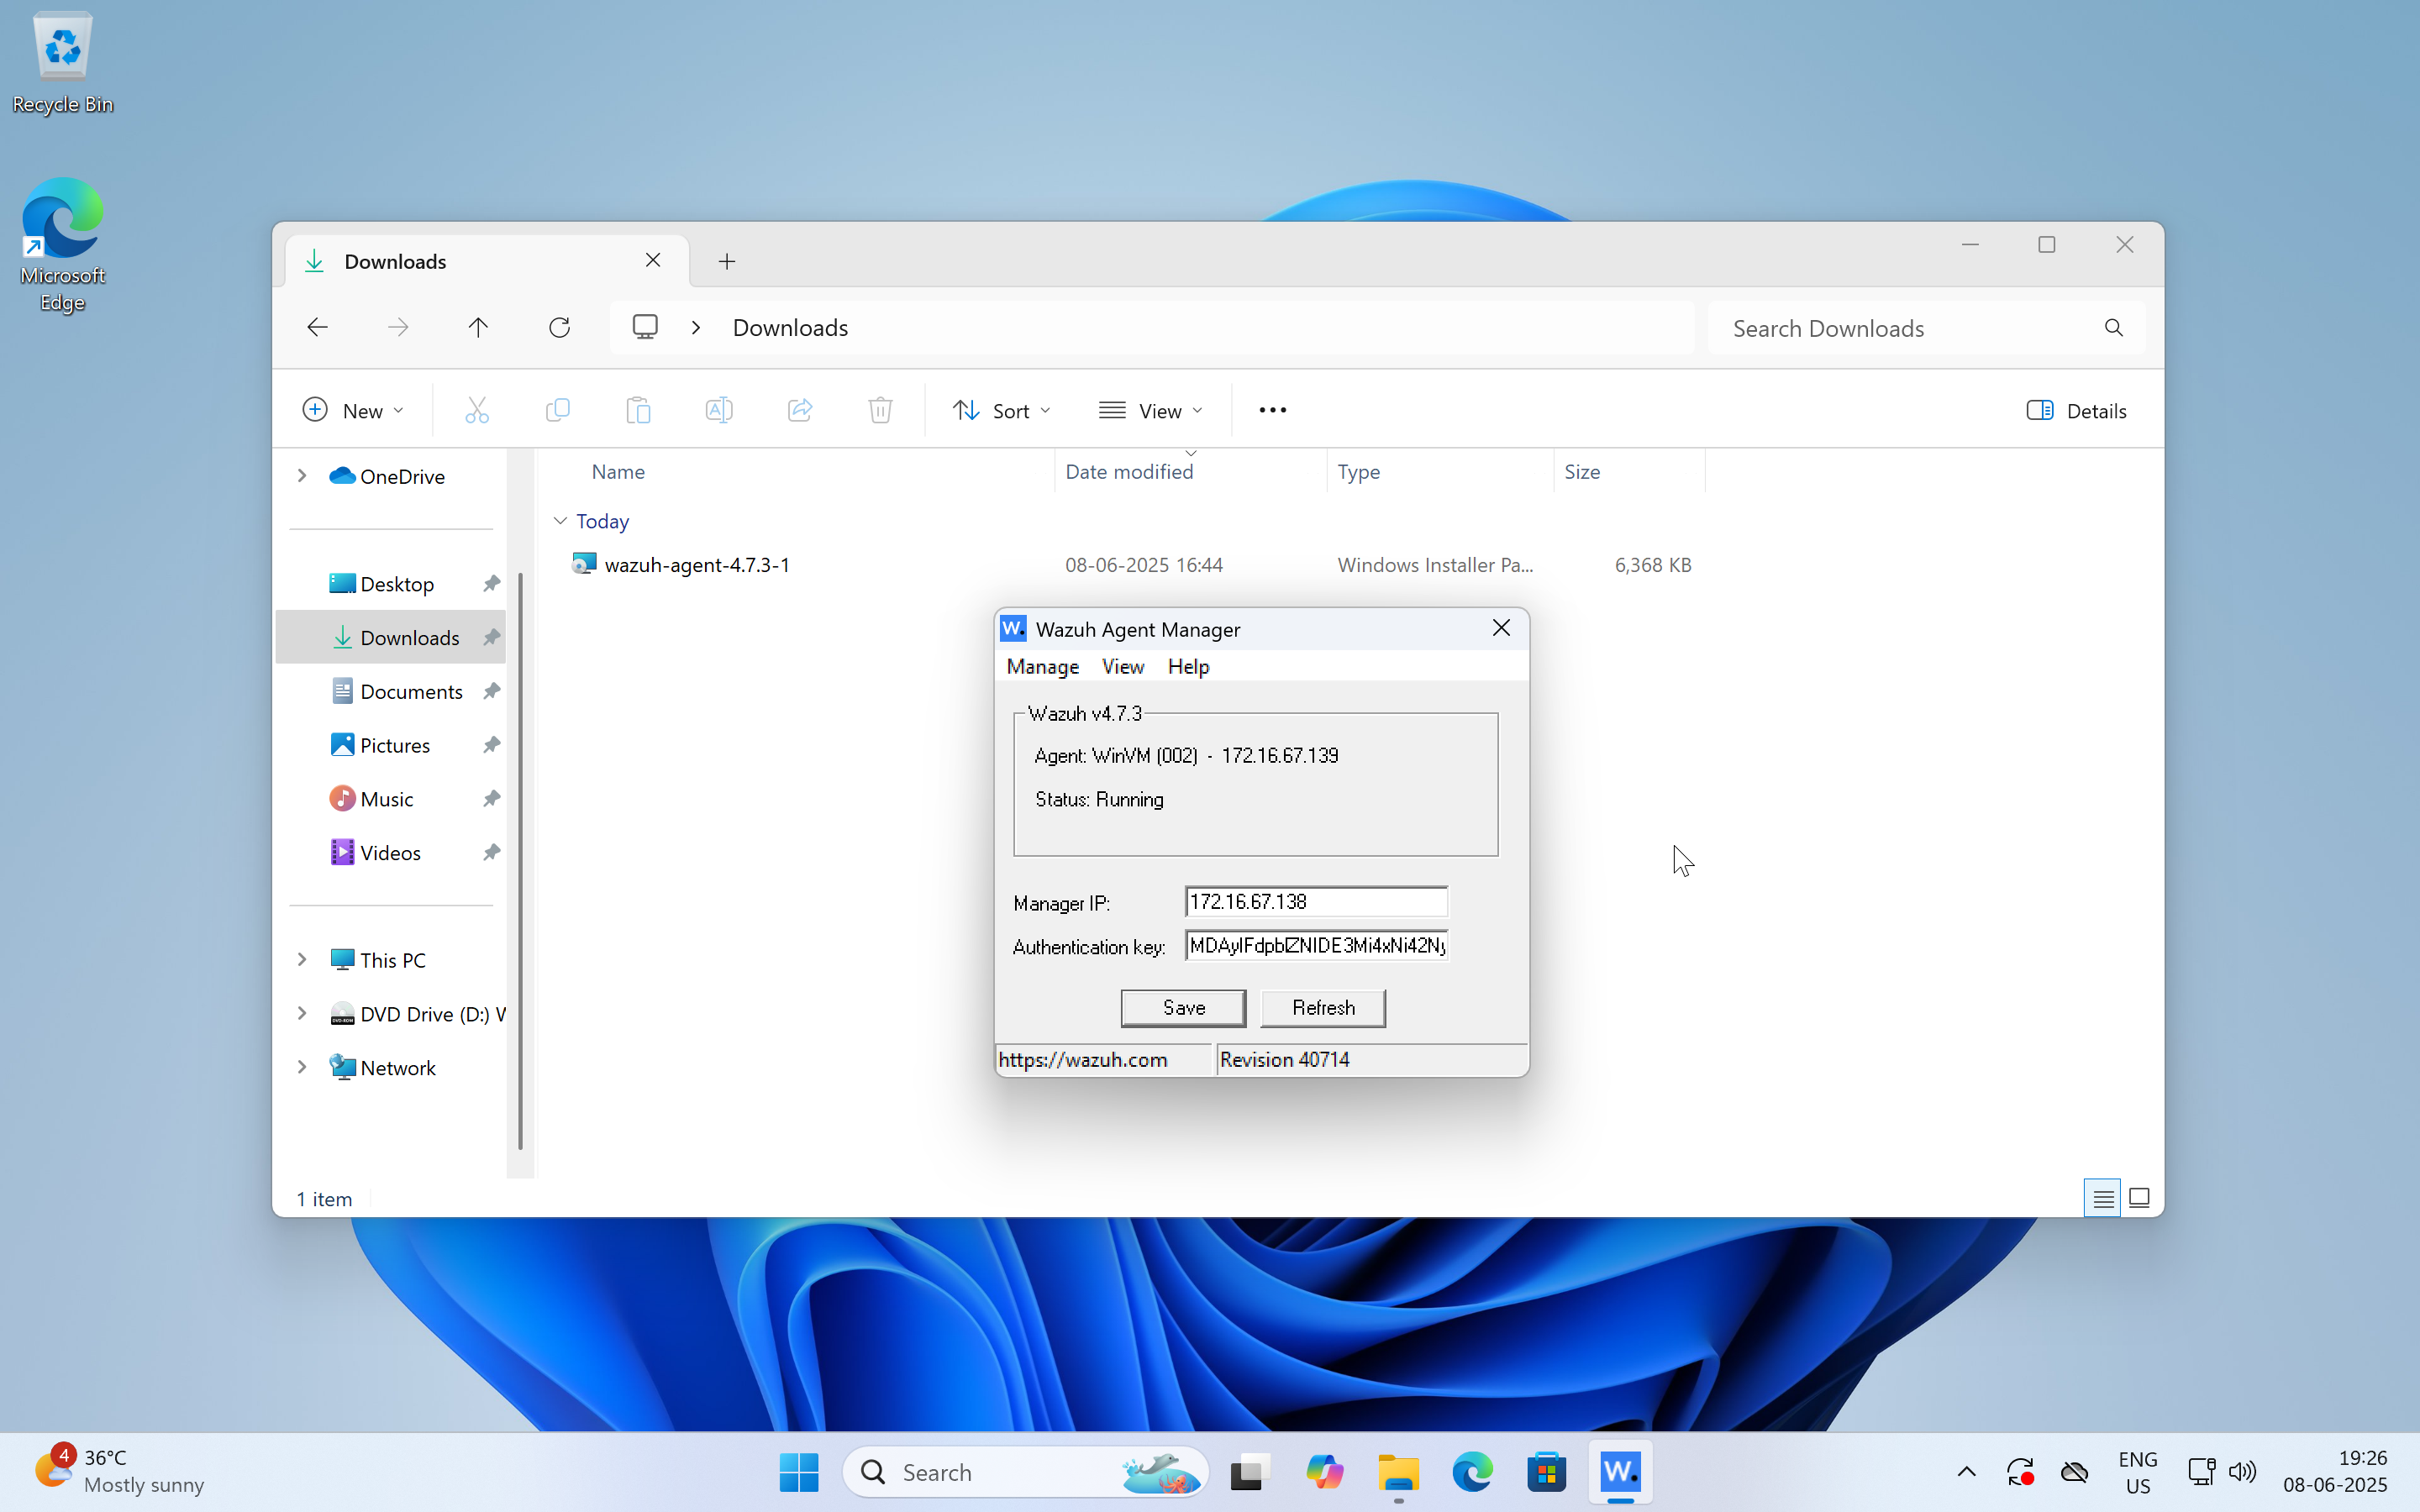 Recycle Bin
Microsoft
Edge
Downloads
Downloads
Search Downloads
New
Sort
View
Details
OneDrive
Desktop
Downloads
Documents
Pictures
Music
Videos
This PC
DVD Drive (D:) W
Network
Name
Date modified
Type
Size
Today
wazuh-agent-4.7.3-1
08-06-2025 16:44
Windows Installer Pa...
6,368 KB
W.
Wazuh Agent Manager
Manage
View
Help
Wazuh v4.7.3
Agent: WinVM (002) - 172.16.67.139
Status: Running
Manager IP:
172.16.67.138
Authentication key:
Save
Refresh
https://wazuh.com
Revision 40714
1 item
4
36°C
Mostly sunny
Search
W.
ENG
US
19:26
08-06-2025